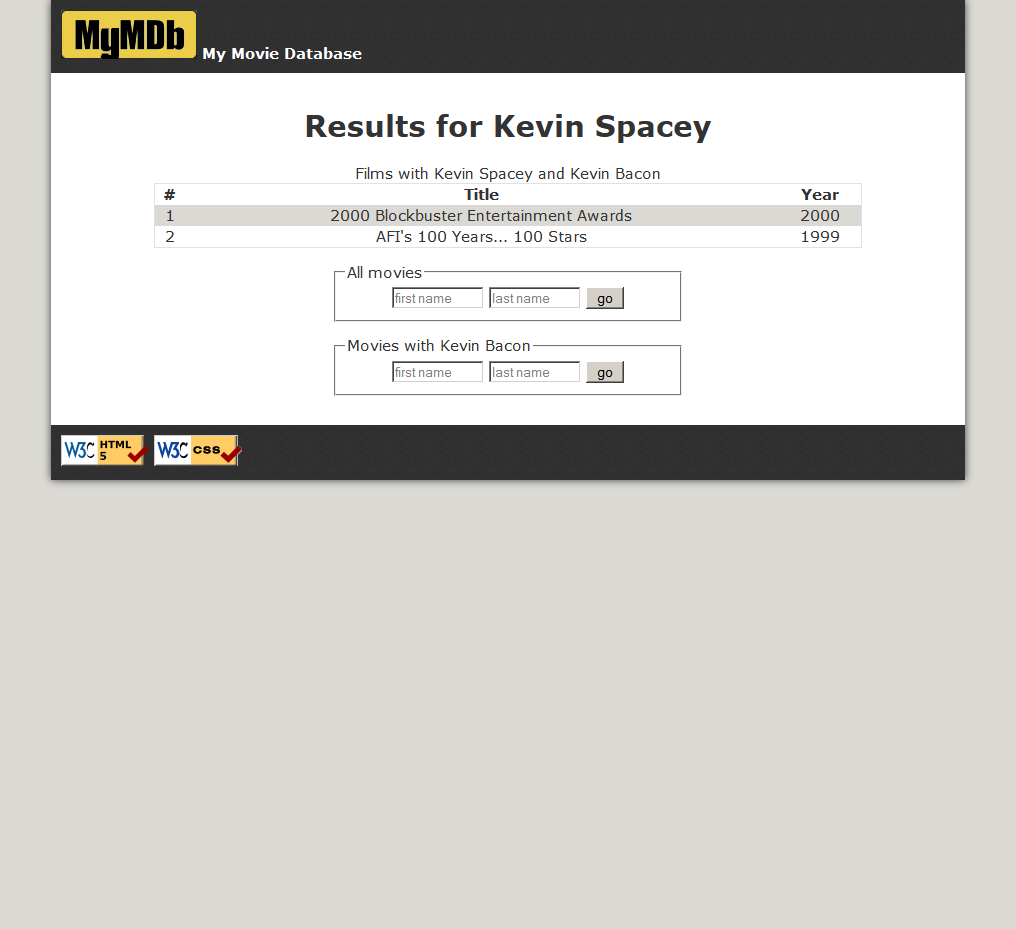 MyMDb My Movie Database
Results for Kevin Spacey
Films with Kevin Spacey and Kevin Bacon
# Title Year
1 2000 Blockbuster Entertainment Awards 2000
2 AFI's 100 Years... 100 Stars 1999
All movies
first name last name go
Movies with Kevin Bacon
first name last name go
W3C HTML 5 W3C css